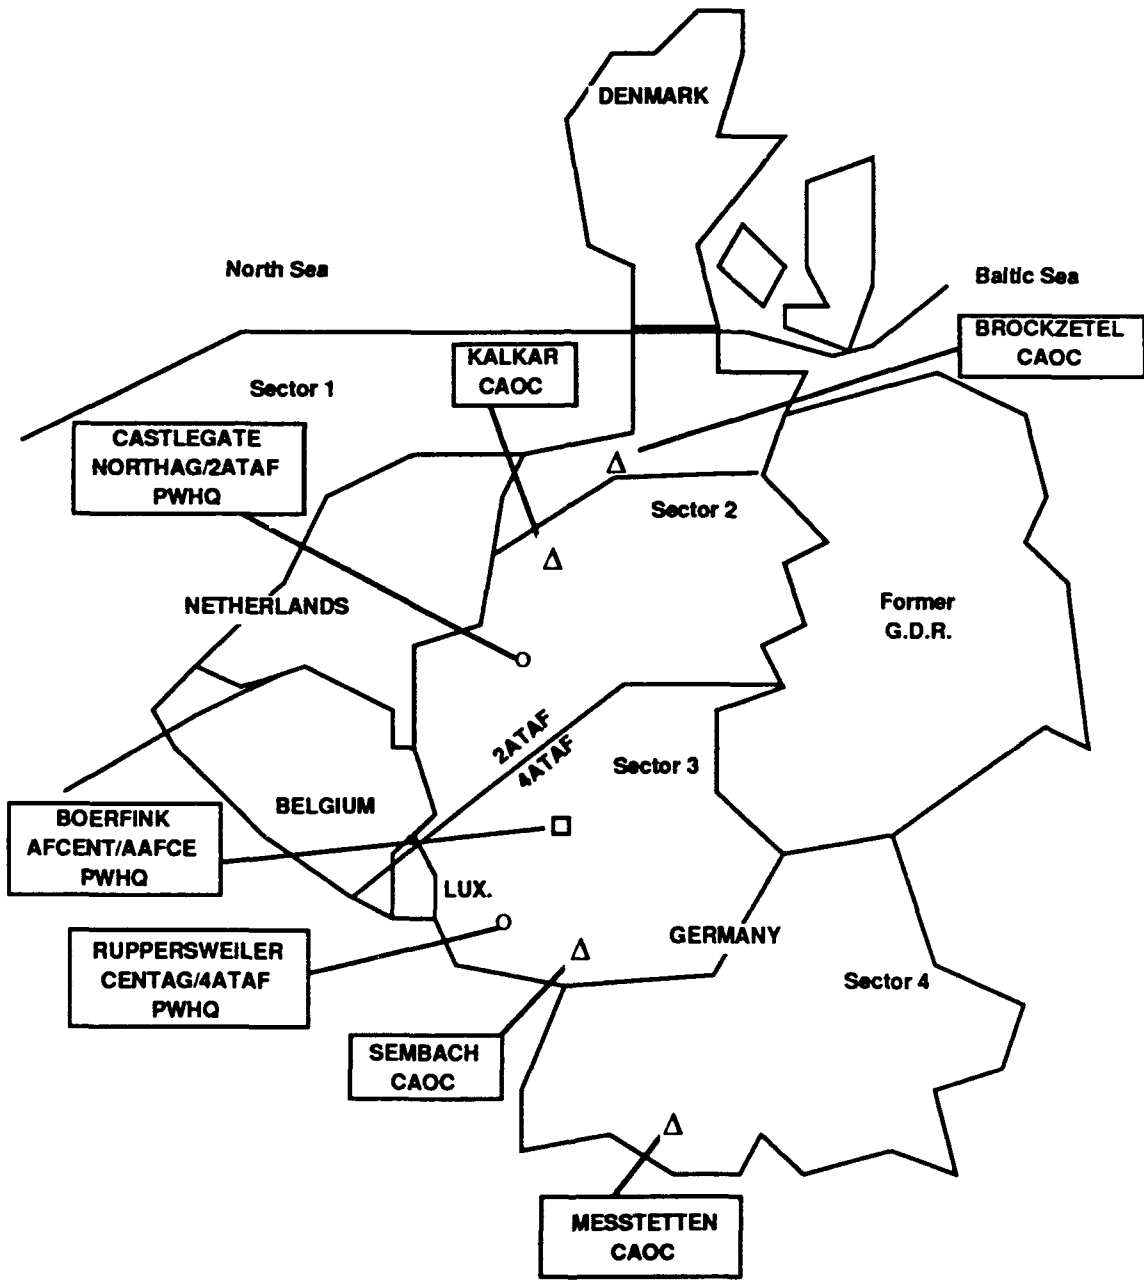 DENMARK
North Sea
Baltic Sea
BROCKZETEL
CAOC
KALKAR
CAOC
Sector 1
CASTLEGATE
NORTHAG/2ATAF
PWHQ
Sector 2
NETHERLANDS
Former
G.D.R.
2ATAF
4ATAF
Sector 3
BELGIUM
BOERFINK
AFCENT/AAFCE
PWHQ
LUX.
GERMANY
RUPPERSWEILER
CENTAG/4ATAF
PWHQ
Sector 4
SEMBACH
CAOC
MESSTETTEN
CAOC